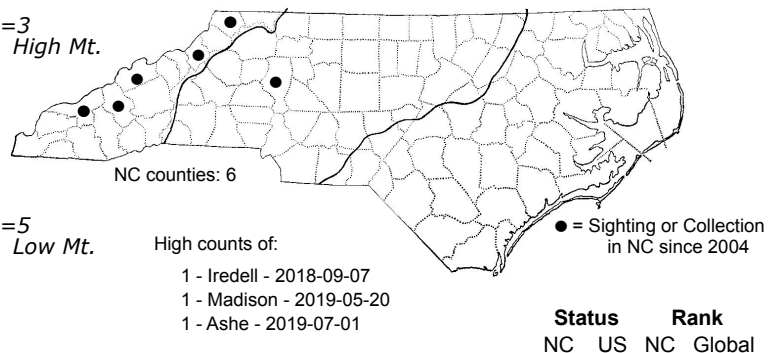 =3
High Mt.
NC counties: 6
=5
Low Mt.
High counts of:
1 - Iredell - 2018-09-07
1 - Madison - 2019-05-20
1 - Ashe - 2019-07-01
● = Sighting or Collection
in NC since 2004
Status Rank
NC US NC Global